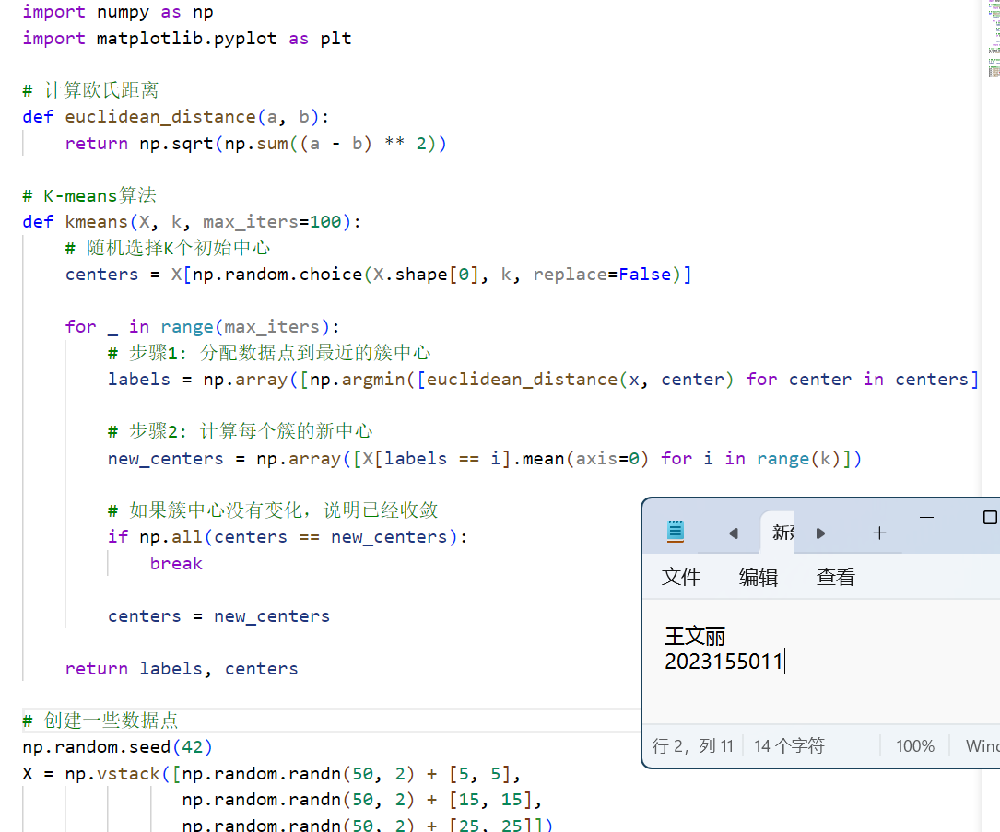 import numpy as np
import matplotlib.pyplot as plt
# 计算欧氏距离
def euclidean_distance(a, b):
    return np.sqrt(np.sum((a - b) ** 2))
# K-means算法
def kmeans(X, k, max_iters=100):
    # 随机选择K个初始中心
    centers = X[np.random.choice(X.shape[0], k, replace=False)]
    for _ in range(max_iters):
        # 步骤1: 分配数据点到最近的簇中心
        labels = np.array([np.argmin([euclidean_distance(x, center) for center in centers]
        # 步骤2: 计算每个簇的新中心
        new_centers = np.array([X[labels == i].mean(axis=0) for i in range(k)])
        # 如果簇中心没有变化，说明已经收敛
        if np.all(centers == new_centers):
            break
        centers = new_centers
    return labels, centers
# 创建一些数据点
np.random.seed(42)
X = np.vstack([np.random.randn(50, 2) + [5, 5],
               np.random.randn(50, 2) + [15, 15],
               np.random.randn(50, 2) + [25, 25]])
新建
文件 编辑 查看
王文丽
2023155011
行 2，列 11 14 个字符 100%